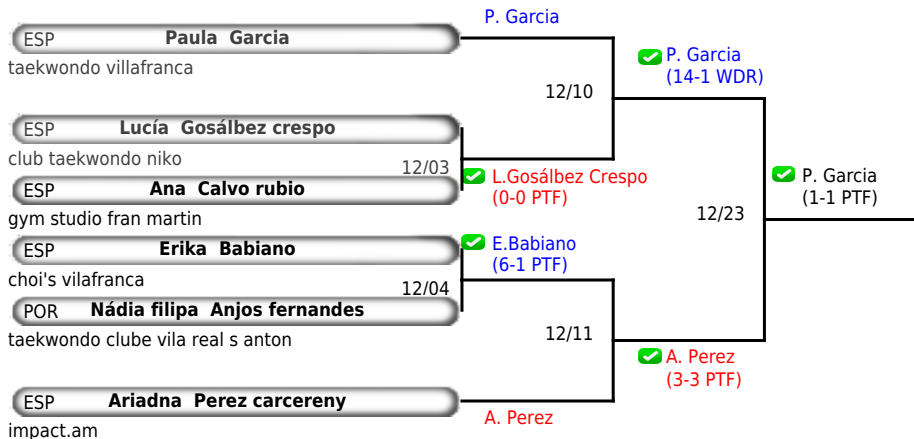 P. Garcia
ESP Paula Garcia
taekwondo villafranca
P. Garcia
(14-1 WDR)
12/10
ESP Lucía Gosálbez crespo
club taekwondo niko
12/03
L.Gosálbez Crespo
(0-0 PTF)
ESP Ana Calvo rubio
gym studio fran martin
P. Garcia
(1-1 PTF)
12/23
ESP Erika Babiano
choi's vilafranca
E.Babiano
(6-1 PTF)
12/04
POR Nádia filipa Anjos fernandes
taekwondo clube vila real s anton
12/11
A. Perez
(3-3 PTF)
ESP Ariadna Perez carcereny
impact.am
A. Perez